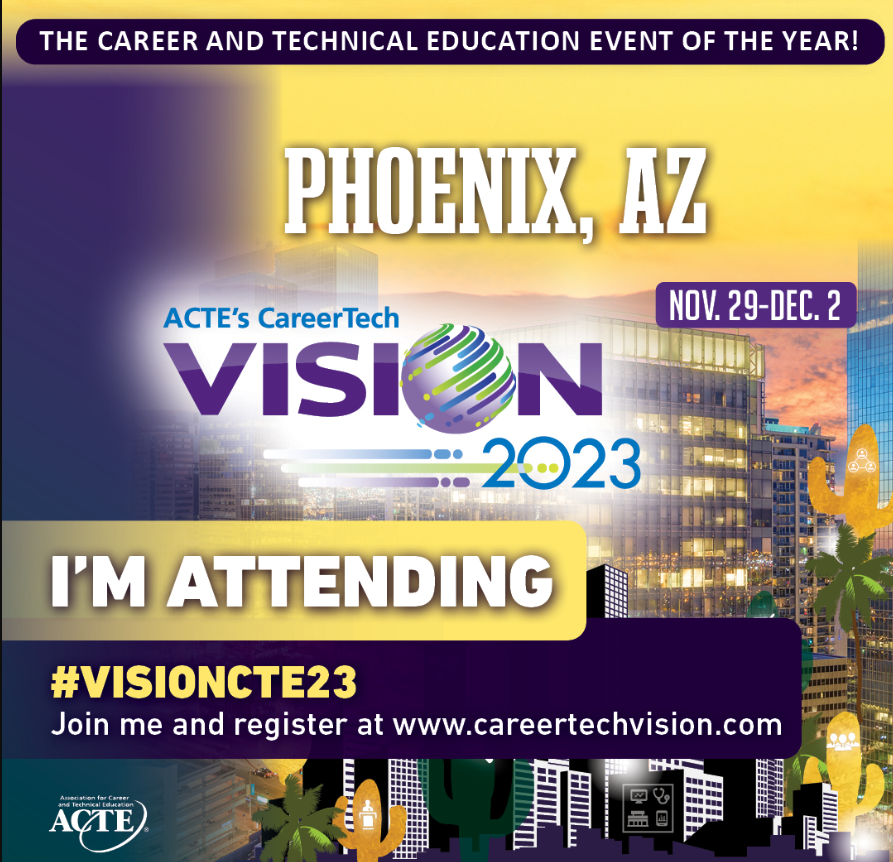 THE CAREER AND TECHNICAL EDUCATION EVENT OF THE YEAR!
PHOENIX, AZ
NOV. 29-DEC. 2
ACTE's CareerTech
VISION
2023
I'M ATTENDING
#VISIONCTE23
Join me and register at www.careertechvision.com
Association for Career
and Technical Education
ACTE®